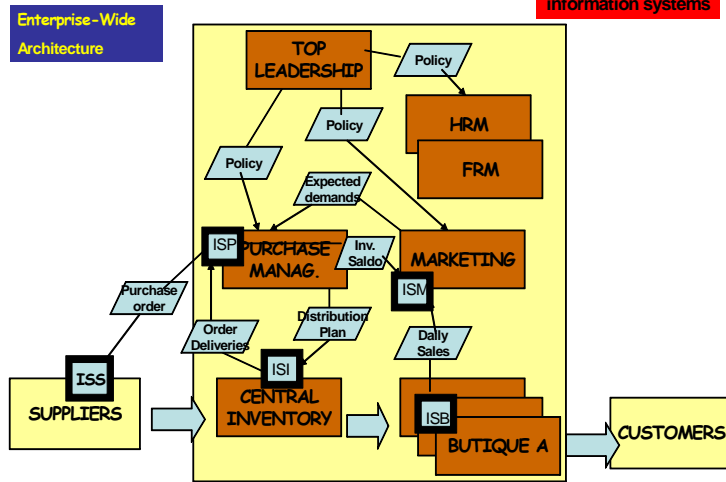 information systems
Enterprise-Wide
Architecture
TOP
LEADERSHIP
Policy
HRM
FRM
Policy
Policy
Expected
demands
ISP
PURCHASE
MANAG.
Inv.
Saldo
MARKETING
ISM
Purchase
order
Order
Deliveries
Distribution
Plan
Daily
Sales
ISS
SUPPLIERS
ISI
CENTRAL
INVENTORY
ISB
BUTIQUE A
CUSTOMERS